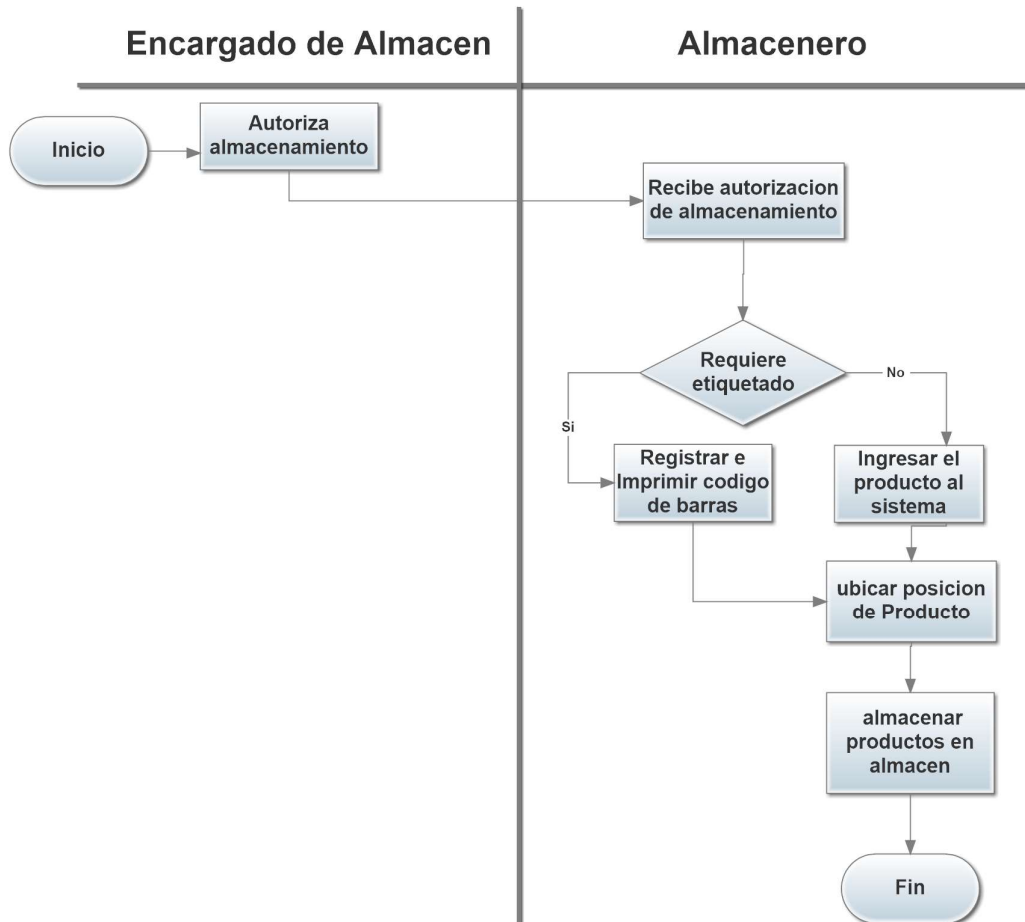 Encargado de Almacen
Almacenero
Inicio
Autoriza
almacenamiento
Recibe autorizacion
de almacenamiento
Requiere
etiquetado
No
Si
Registrar e
Imprimir codigo
de barras
Ingresar el
producto al
sistema
ubicar posicion
de Producto
almacenar
productos en
almacen
Fin